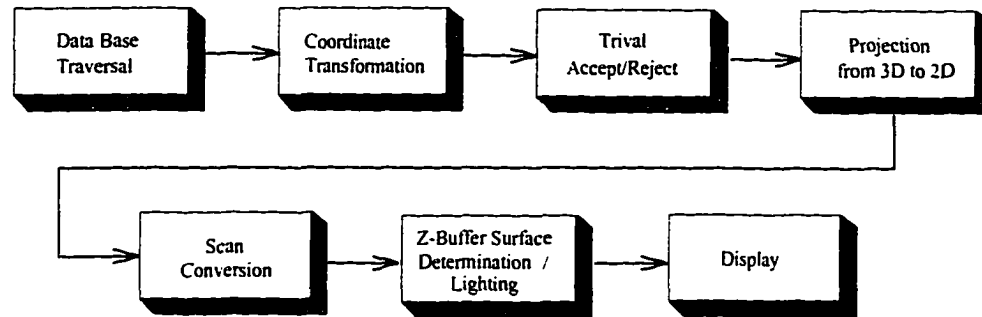 Data Base
Traversal
Coordinate
Transformation
Trival
Accept/Reject
Projection
from 3D to 2D
Scan
Conversion
Z-Buffer Surface
Determination /
Lighting
Display